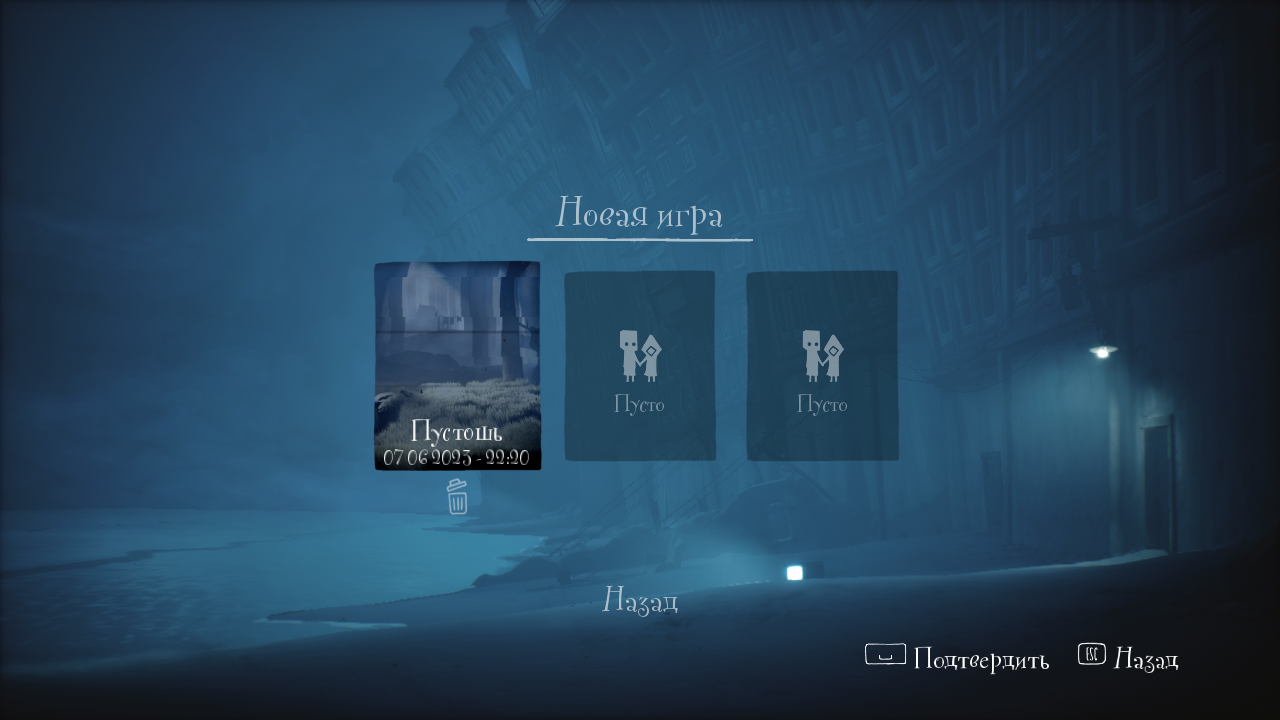 Новая игра
Пустошь
07 06 2023 - 22:20
Пусто
Пусто
Назад
Подтвердить
ESC Назад